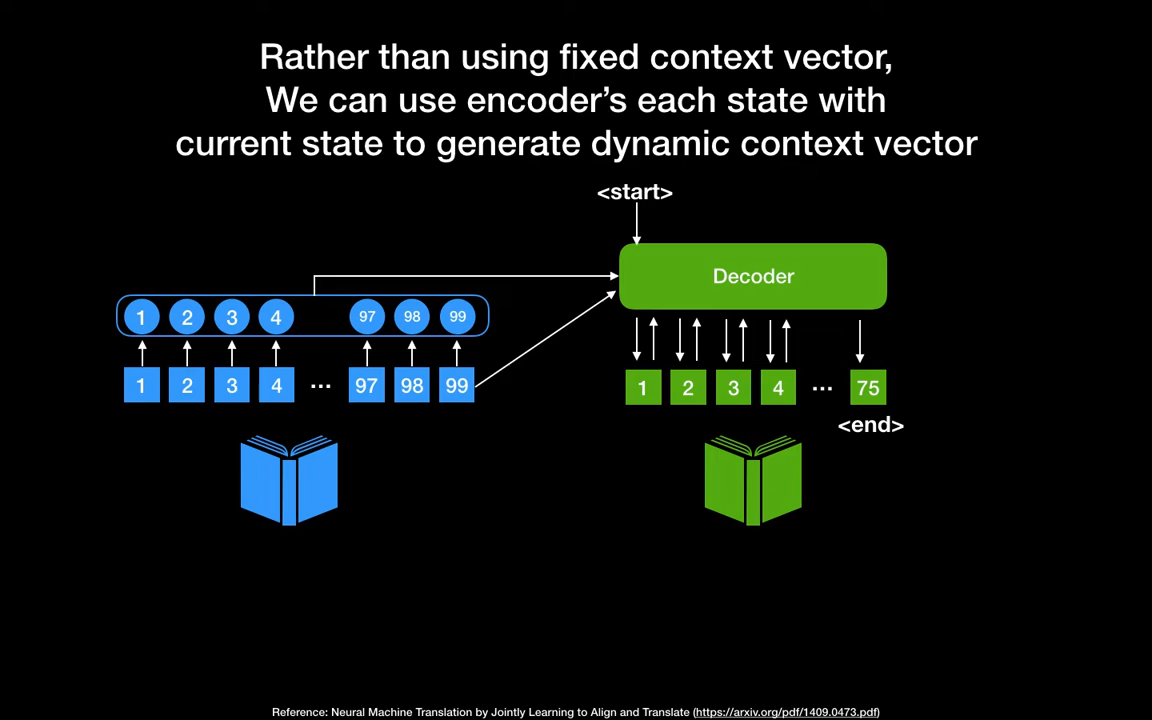 Rather than using fixed context vector,
We can use encoder's each state with
current state to generate dynamic context vector
<start>
Decoder
1 2 3 4 97 98 99
1 2 3 4 ... 97 98 99
1 2 3 4 ... 75
<end>
Reference: Neural Machine Translation by Jointly Learning to Align and Translate (https://arxiv.org/pdf/1409.0473.pdf)